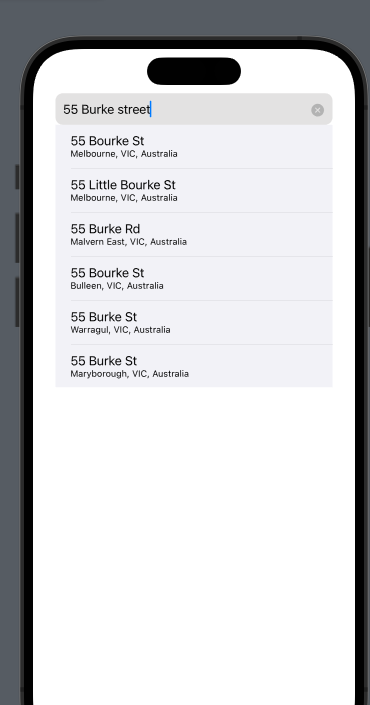 55 Burke street
55 Bourke St
Melbourne, VIC, Australia
55 Little Bourke St
Melbourne, VIC, Australia
55 Burke Rd
Malvern East, VIC, Australia
55 Bourke St
Bulleen, VIC, Australia
55 Burke St
Warragul, VIC, Australia
55 Burke St
Maryborough, VIC, Australia